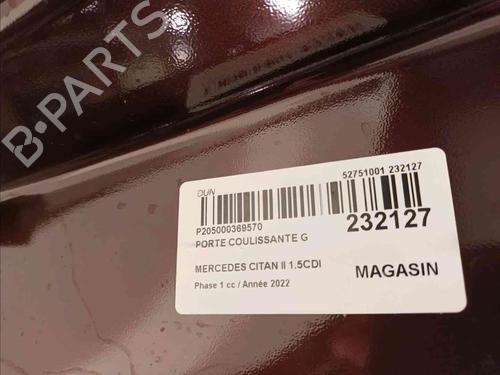 B-PARTS
52751001 232127
DUN
P205000369570
232127
PORTE COULISSANTE G
MERCEDES CITAN II 1.5CDI
MAGASIN
Phase 1 cc / Année 2022